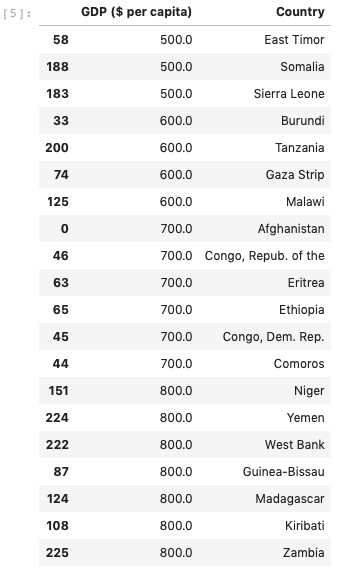 [5]:
GDP ($ per capita) Country
58 500.0 East Timor
188 500.0 Somalia
183 500.0 Sierra Leone
33 600.0 Burundi
200 600.0 Tanzania
74 600.0 Gaza Strip
125 600.0 Malawi
0 700.0 Afghanistan
46 700.0 Congo, Repub. of the
63 700.0 Eritrea
65 700.0 Ethiopia
45 700.0 Congo, Dem. Rep.
44 700.0 Comoros
151 800.0 Niger
224 800.0 Yemen
222 800.0 West Bank
87 800.0 Guinea-Bissau
124 800.0 Madagascar
108 800.0 Kiribati
225 800.0 Zambia